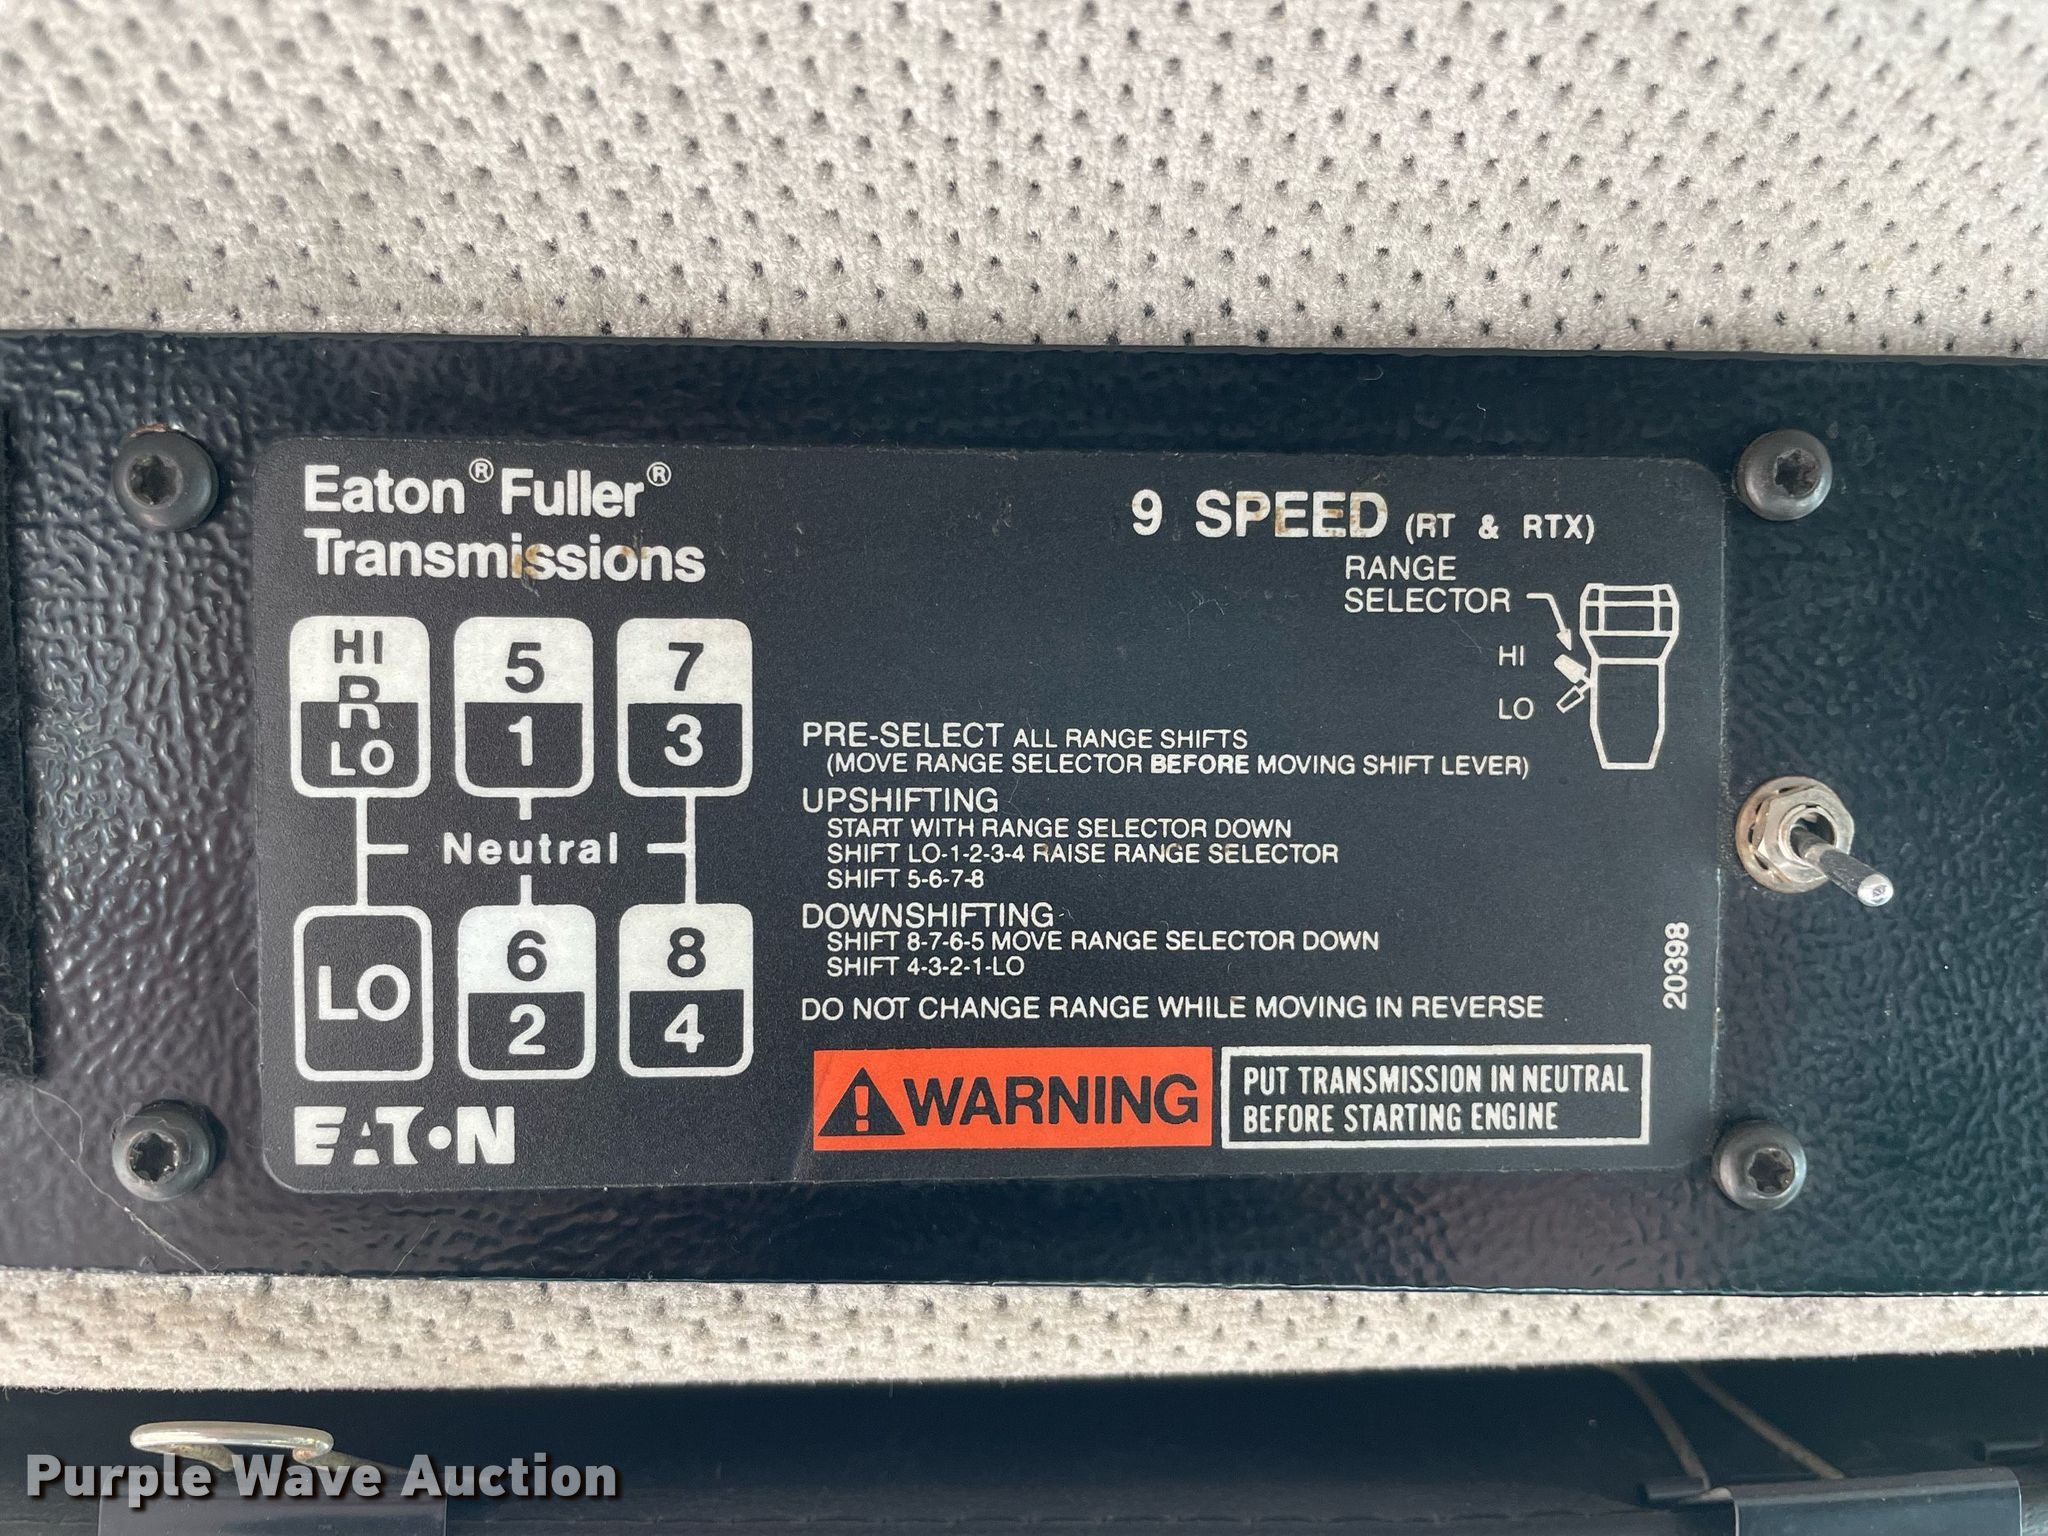 Eaton® Fuller®
Transmissions
9 SPEED (RT & RTX)
RANGE
SELECTOR
HI
LO
HI
R
LO
5
1
7
3
Neutral
LO
6
2
8
4
EATON
PRE-SELECT ALL RANGE SHIFTS
(MOVE RANGE SELECTOR BEFORE MOVING SHIFT LEVER)
UPSHIFTING
START WITH RANGE SELECTOR DOWN
SHIFT LO-1-2-3-4 RAISE RANGE SELECTOR
SHIFT 5-6-7-8
DOWNSHIFTING
SHIFT 8-7-6-5 MOVE RANGE SELECTOR DOWN
SHIFT 4-3-2-1-LO
DO NOT CHANGE RANGE WHILE MOVING IN REVERSE
20398
WARNING
PUT TRANSMISSION IN NEUTRAL
BEFORE STARTING ENGINE
Purple Wave Auction